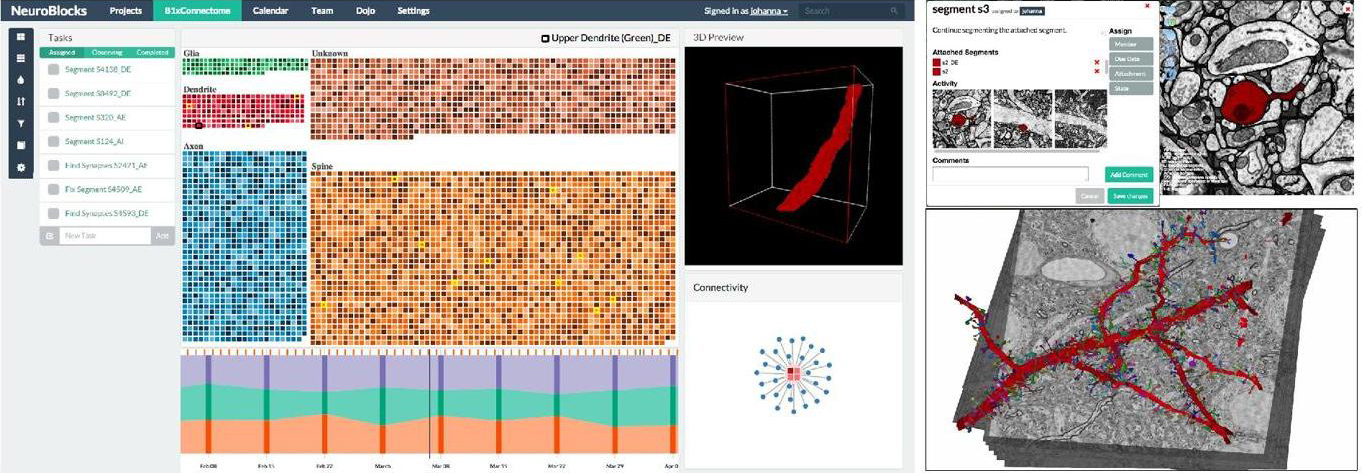 NeuroBlocks Projects B1xConnectome Calendar Team Dojo Settings Signed in as johanna Search
Tasks
Assigned Observing Completed
Segment S4138_DE
Segment S8492_DE
Segment S320_AE
Segment S124_AI
Find Synapses S2421_AE
Fix Segment S4509_AE
Find Synapses S4593_DE
New Task Add
Upper Dendrite (Green)_DE
Glia
Unknown
Dendrite
Axon
Spine
Feb 08 Feb 15 Feb 22 March Mar 08 Mar 15 Mar 22 Mar 29 Apr 0
3D Preview
Connectivity
segment s3 assigned to johanna
Continue segmenting the attached segment.
Assign
Member
Due Date
Attachment
State
Attached Segments
s2_DE
s2
Activity
Comments
Add Comment
Cancel Save changes